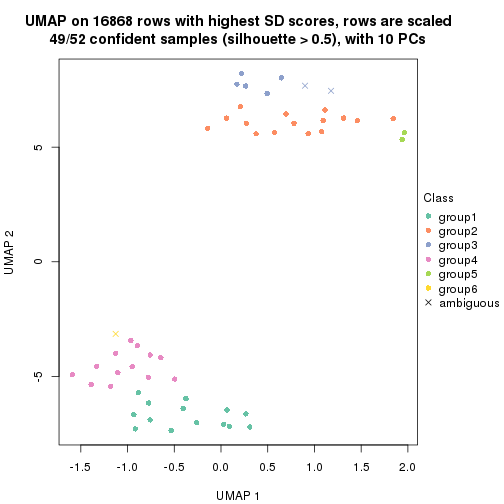 UMAP on 16868 rows with highest SD scores, rows are scaled
49/52 confident samples (silhouette > 0.5), with 10 PCs
5
0
-5
UMAP 2
-1.5 -1.0 -0.5 0.0 0.5 1.0 1.5 2.0
UMAP 1
Class
group1
group2
group3
group4
group5
group6
ambiguous